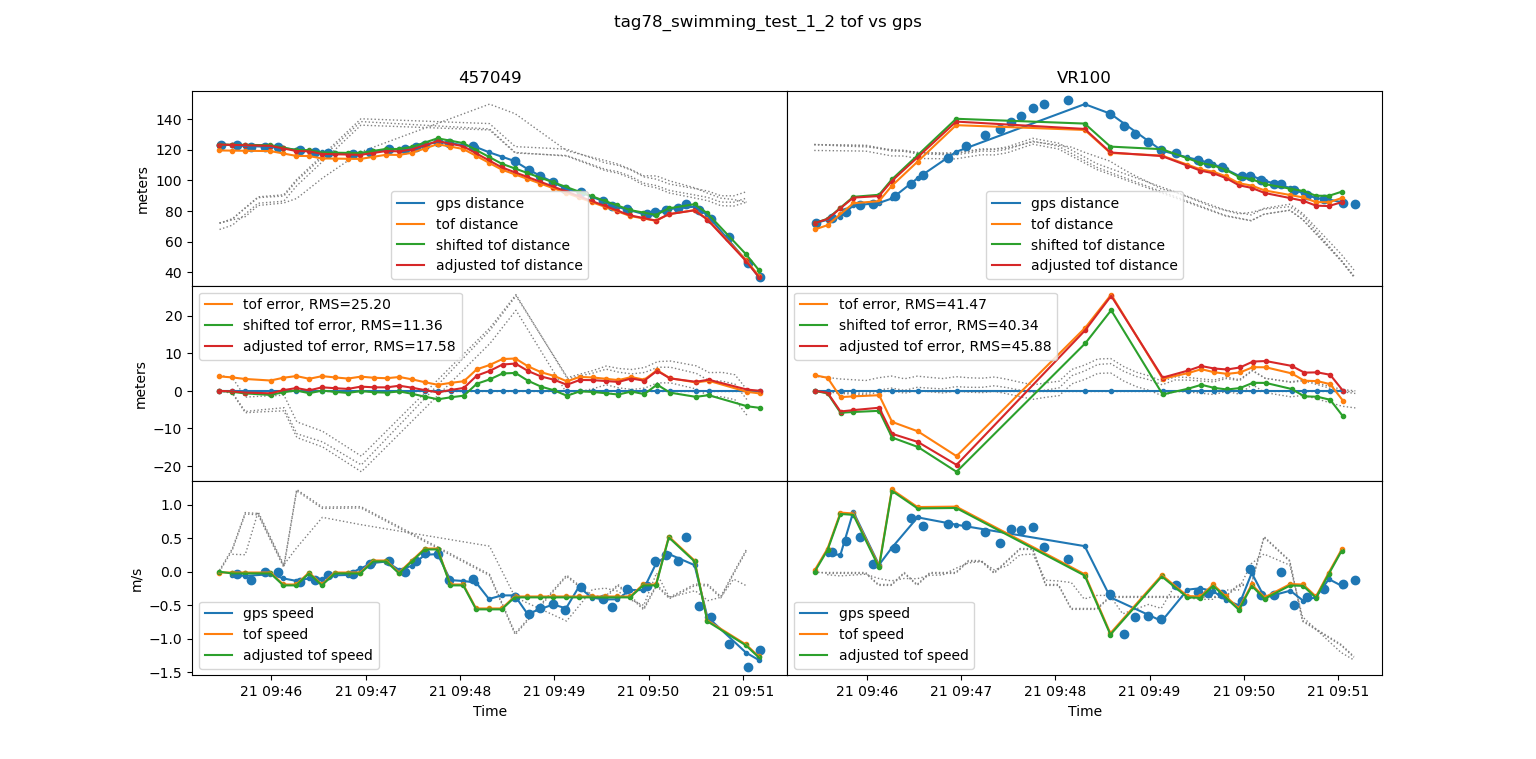 tag78_swimming_test_1_2 tof vs gps
457049
VR100
meters
140
120
100
80
60
40
gps distance
tof distance
shifted tof distance
adjusted tof distance
gps distance
tof distance
shifted tof distance
adjusted tof distance
meters
20
10
0
−10
−20
tof error, RMS=25.20
shifted tof error, RMS=11.36
adjusted tof error, RMS=17.58
tof error, RMS=41.47
shifted tof error, RMS=40.34
adjusted tof error, RMS=45.88
m/s
1.0
0.5
0.0
−0.5
−1.0
−1.5
gps speed
tof speed
adjusted tof speed
gps speed
tof speed
adjusted tof speed
21 09:46 21 09:47 21 09:48 21 09:49 21 09:50 21 09:51
21 09:46 21 09:47 21 09:48 21 09:49 21 09:50 21 09:51
Time
Time